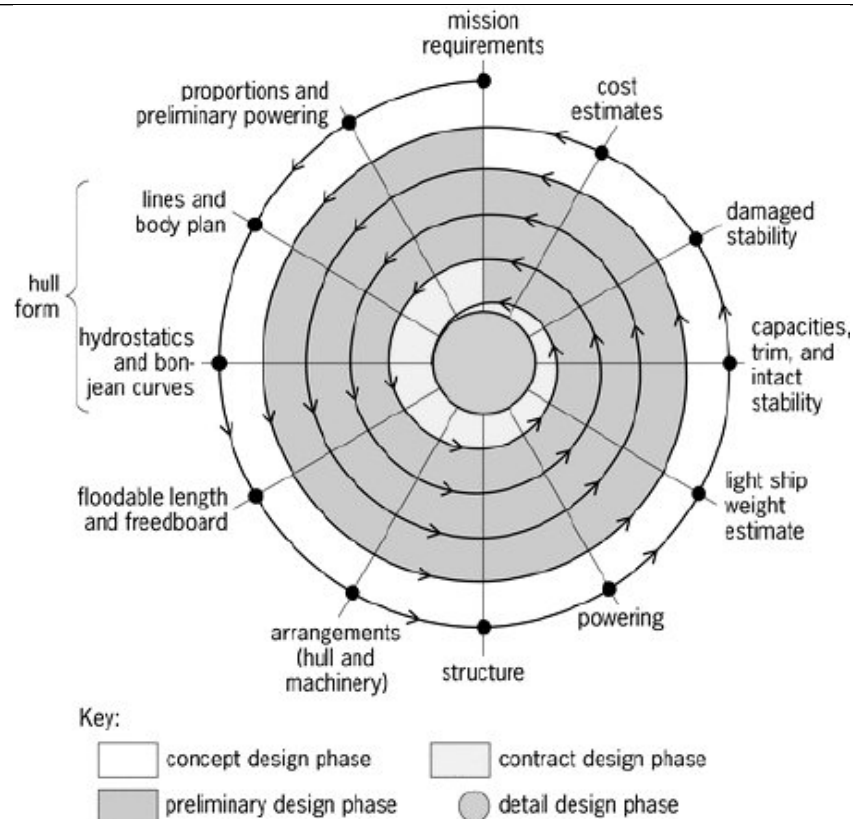 mission
requirements
cost
estimates
proportions and
preliminary powering
lines and
body plan
damaged
stability
hull
form
hydrostatics
and bon-
jean curves
capacities,
trim, and
intact
stability
floodable length
and freedboard
light ship
weight
estimate
arrangements
(hull and
machinery)
structure
powering
Key:
concept design phase
contract design phase
preliminary design phase
detail design phase